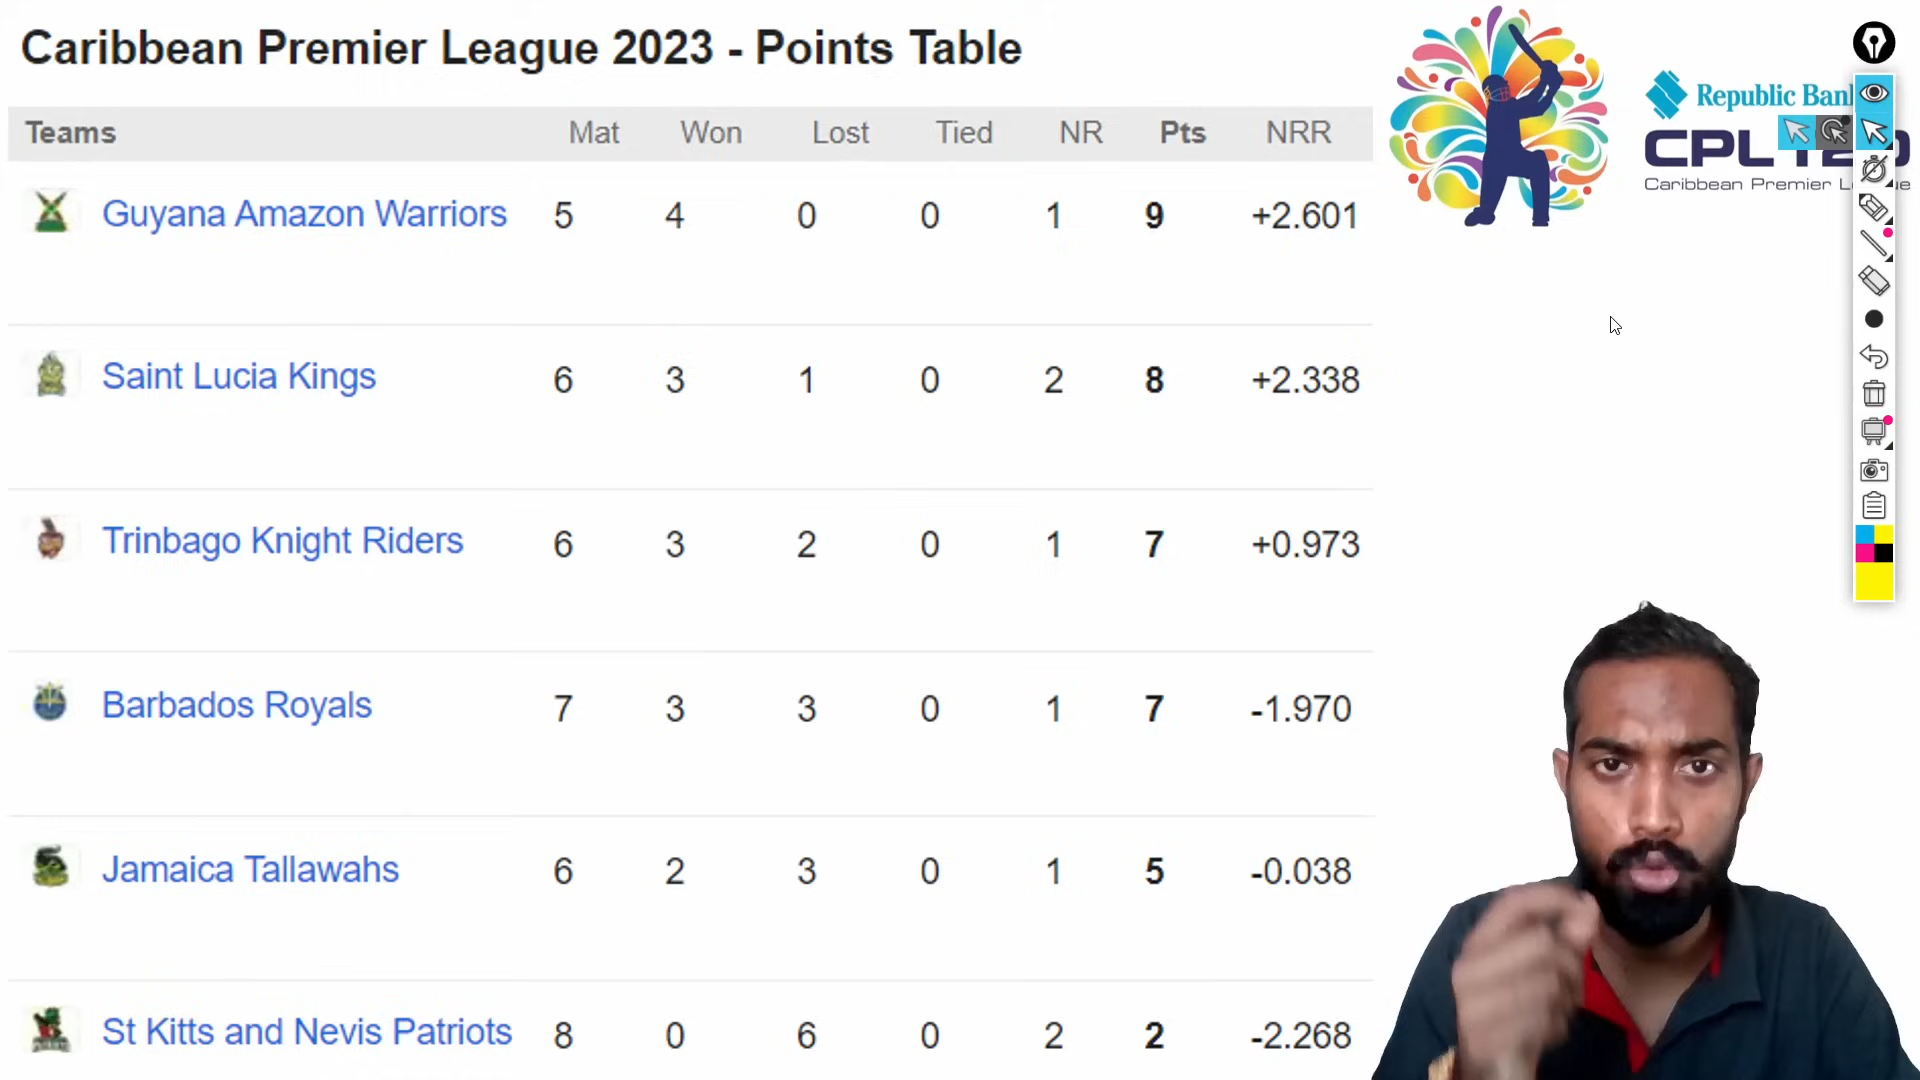 Caribbean Premier League 2023 - Points Table
Teams Mat Won Lost Tied NR Pts NRR
Guyana Amazon Warriors 5 4 0 0 1 9 +2.601
Saint Lucia Kings 6 3 1 0 2 8 +2.338
Trinbago Knight Riders 6 3 2 0 1 7 +0.973
Barbados Royals 7 3 3 0 1 7 -1.970
Jamaica Tallawahs 6 2 3 0 1 5 -0.038
St Kitts and Nevis Patriots 8 0 6 0 2 2 -2.268
Republic Bank
CPL T20
Caribbean Premier League